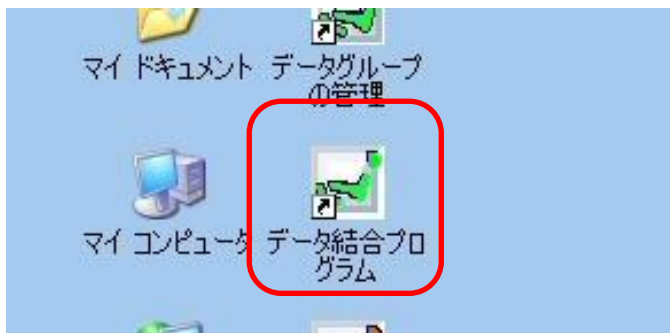 マイ ドキュメント
データグループ
の管理
マイ コンピュータ
データ結合プロ
グラム